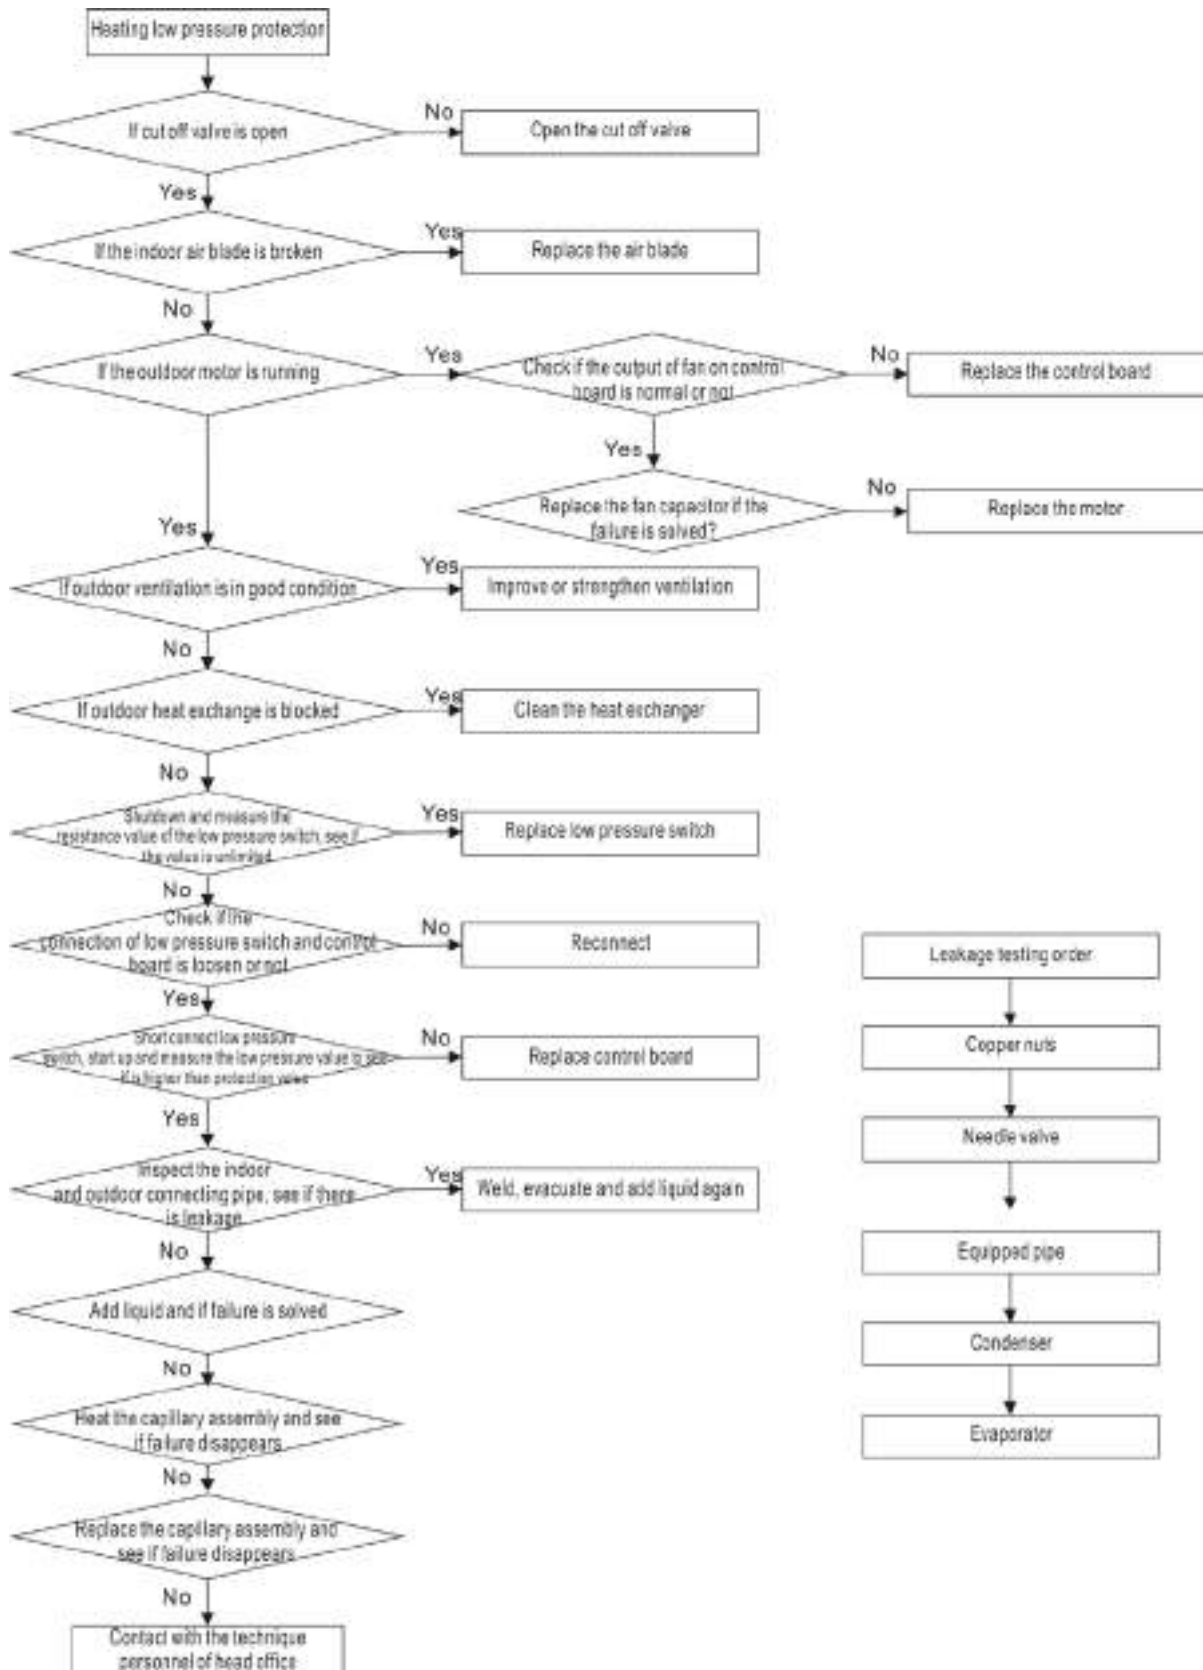 Heating low pressure protection
If cut off valve is open
No
Open the cut off valve
Yes
If the indoor air blade is broken
Yes
Replace the air blade
No
If the outdoor motor is running
Yes
Check if the output of fan on control
board is normal or not
No
Replace the control board
Yes
Replace the fan capacitor if the
failure is solved?
No
Replace the motor
Yes
If outdoor ventilation is in good condition
Yes
Improve or strengthen ventilation
No
If outdoor heat exchange is blocked
Yes
Clean the heat exchanger
No
Shutdown and measure the
resistance value of the low pressure switch, see if
the value is unlimited
Yes
Replace low pressure switch
No
Check if the
connection of low pressure switch and control
board is loosen or not
No
Reconnect
Yes
Short connect low pressure
switch, start up and measure the low pressure value to see
if is higher than protection value
No
Replace control board
Yes
Inspect the indoor
and outdoor connecting pipe, see if there
is leakage
Yes
Weld, evacuate and add liquid again
No
Add liquid and if failure is solved
No
Heat the capillary assembly and see
if failure disappears
No
Replace the capillary assembly and
see if failure disappears
No
Contact with the technique
personnel of head office
Leakage testing order
Copper nuts
Needle valve
Equipped pipe
Condenser
Evaporator